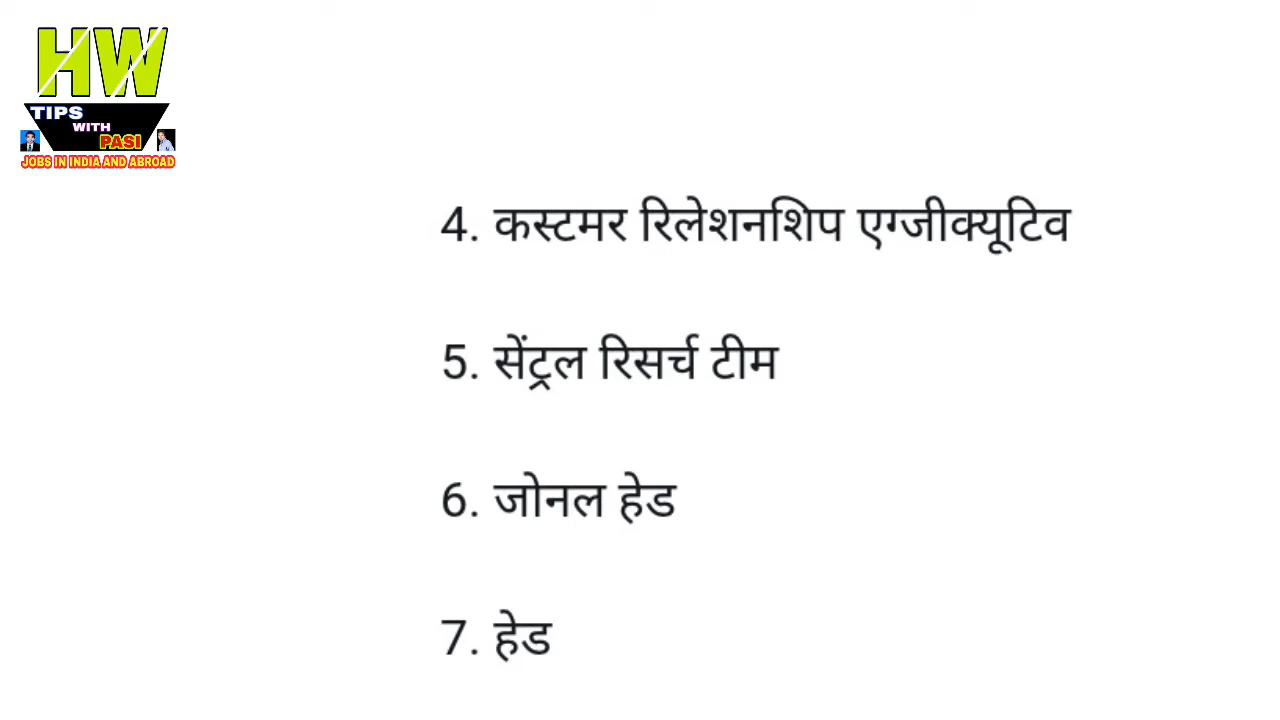 HW
TIPS
WITH
PASI
JOBS IN INDIA AND ABROAD
4. कस्टमर रिलेशनशिप एग्जीक्यूटिव
5. सेंट्रल रिसर्च टीम
6. जोनल हेड
7. हेड